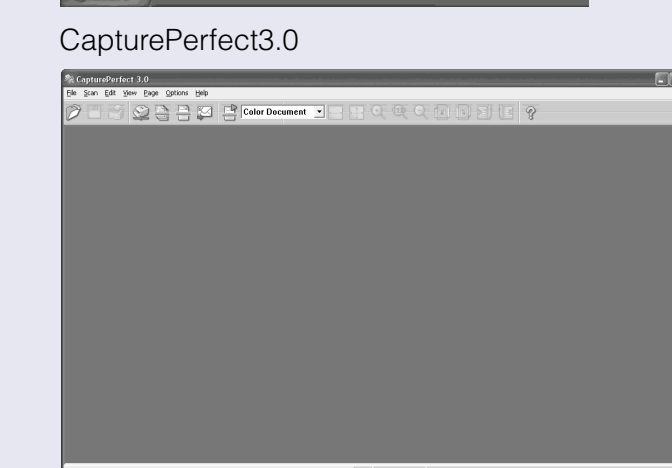 CapturePerfect3.0
CapturePerfect 3.0
File Scan Edit View Page Options Help
Color Document